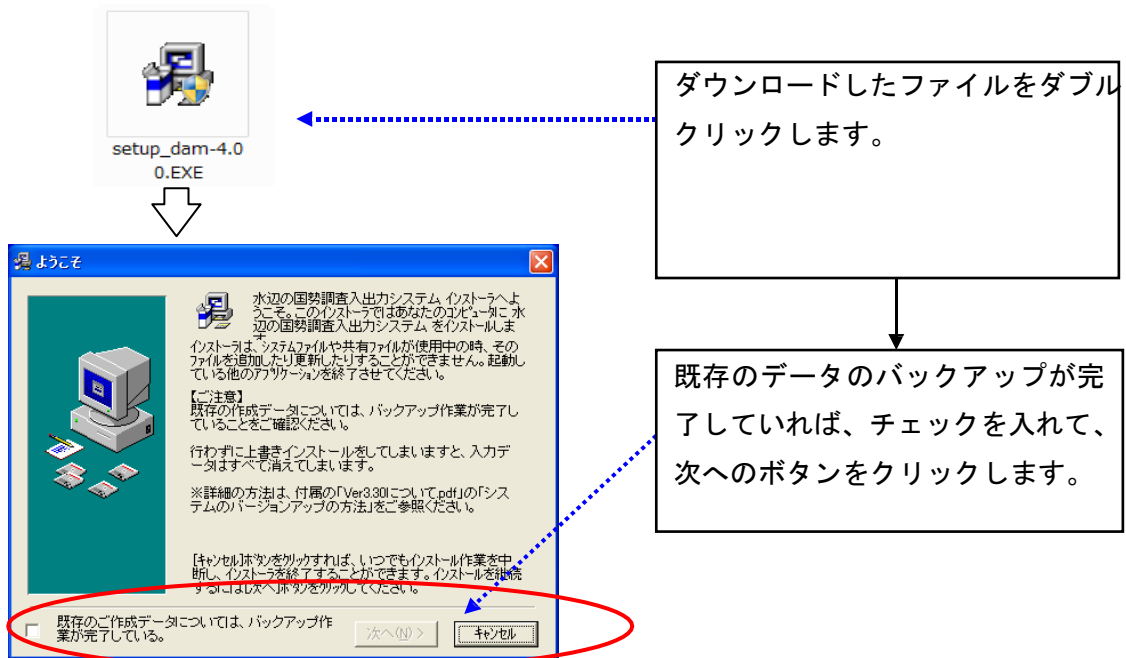 setup_dam-4.0
0.EXE
ダウンロードしたファイルをダブル
クリックします。
ようこそ
水辺の国勢調査入出力システム インストーラへよ
うこそ。このインストーラではあなたのコンピュータに 水
辺の国勢調査入出力システム をインストールしま
インストーラは、システムファイルや共有ファイルが使用中の時、その
ファイルを追加したり更新したりすることができません。起動し
ている他のアプリケーションを終了させてください。
【ご注意】
既存の作成データについては、バックアップ作業が完了し
ていることをご確認ください。
行わずに上書きインストールをしてしまいますと、入力デ
ータはすべて消えてしまいます。
※詳細の方法は、付属の「Ver3.30について.pdf」の「シス
テムのバージョンアップの方法」をご参照ください。
[キャンセル]ボタンをクリックすれば、いつでもインストール作業を中
断し、インストーラを終了することができます。インストールを継続
するには[次へ]ボタンをクリックしてください。
既存のご作成データについては、バックアップ作
業が完了している。
次へ(N) >
キャンセル
既存のデータのバックアップが完
了していれば、チェックを入れて、
次へのボタンをクリックします。